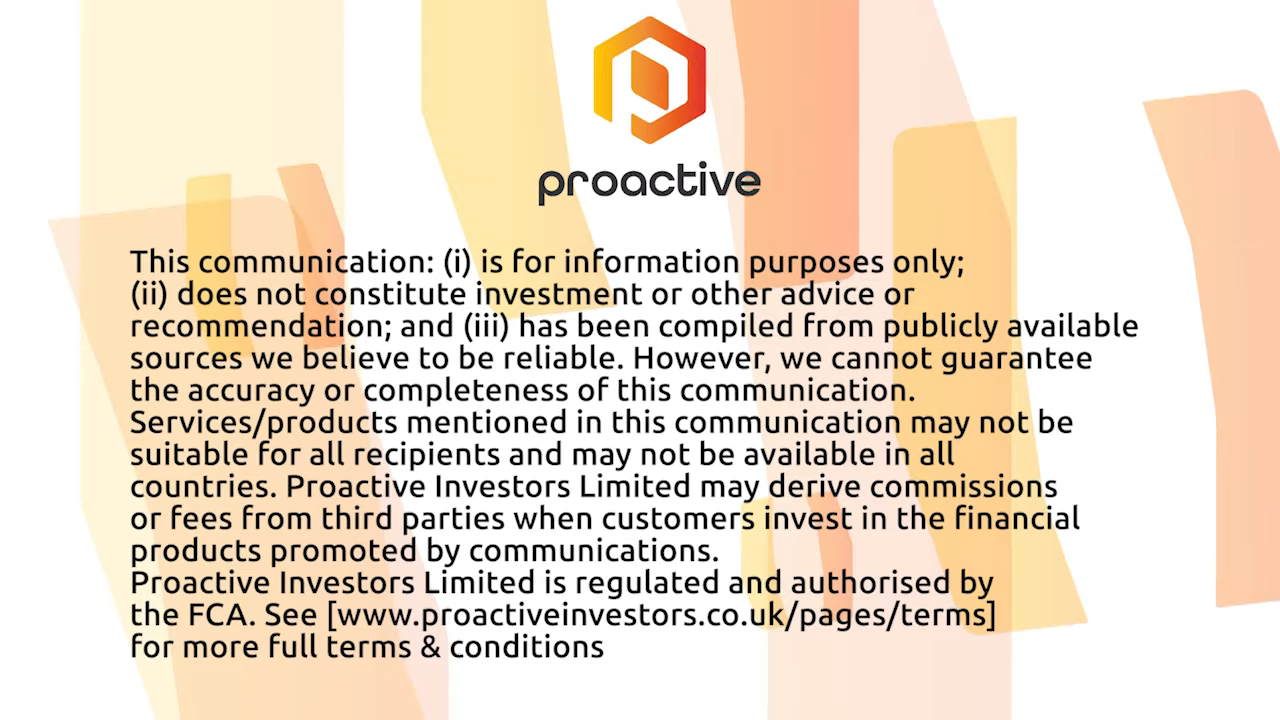 proactive
This communication: (i) is for information purposes only;
(ii) does not constitute investment or other advice or
recommendation; and (iii) has been compiled from publicly available
sources we believe to be reliable. However, we cannot guarantee
the accuracy or completeness of this communication.
Services/products mentioned in this communication may not be
suitable for all recipients and may not be available in all
countries. Proactive Investors Limited may derive commissions
or fees from third parties when customers invest in the financial
products promoted by communications.
Proactive Investors Limited is regulated and authorised by
the FCA. See [www.proactiveinvestors.co.uk/pages/terms]
for more full terms & conditions